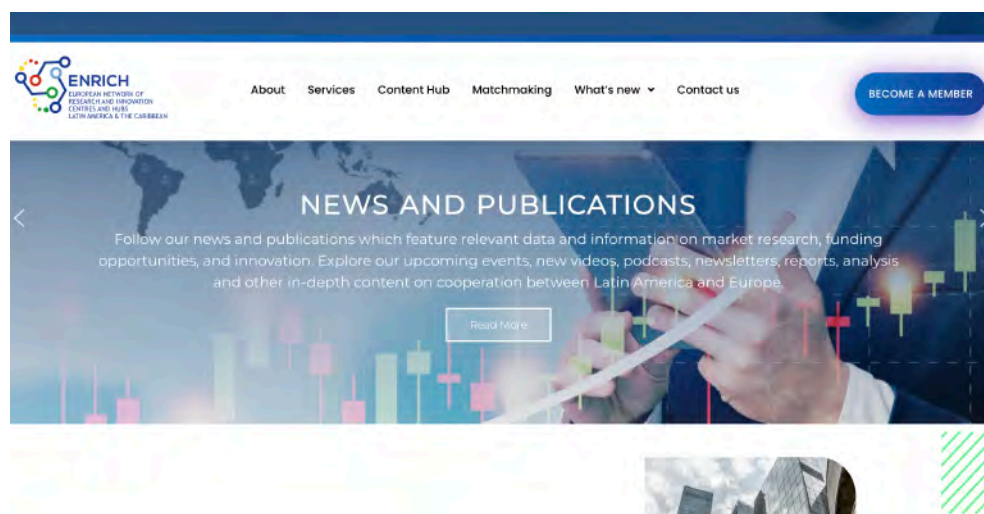 ENRICH
EUROPEAN NETWORK OF
RESEARCH AND INNOVATION
CENTRES AND HUBS
LATIN AMERICA & THE CARIBBEAN
About Services Content Hub Matchmaking What's new Contact us
BECOME A MEMBER
NEWS AND PUBLICATIONS
Follow our news and publications which feature relevant data and information on market research, funding
opportunities, and innovation. Explore our upcoming events, new videos, podcasts, newsletters, reports, analysis
and other in-depth content on cooperation between Latin America and Europe.
Read More